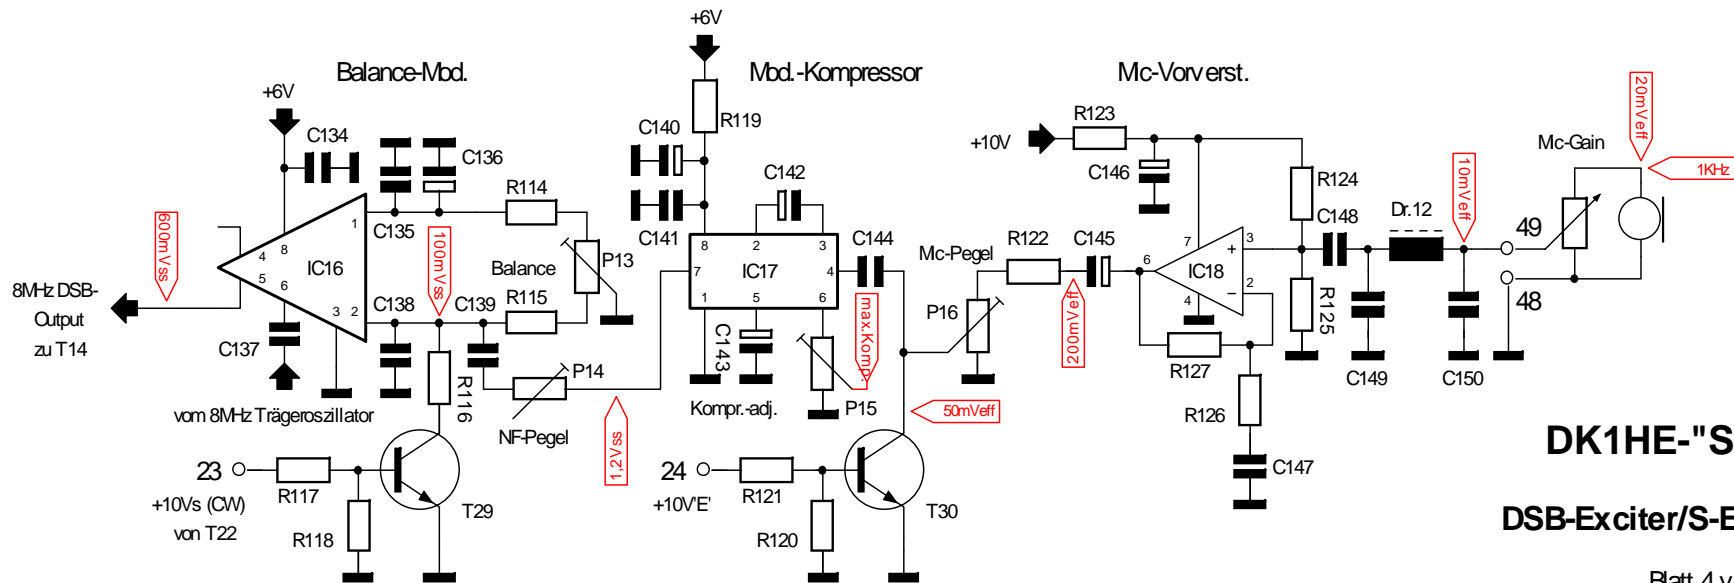 +6V
Balance-Mod.
Mod.-Kompressor
Mc-Vorverst.
+6V
C134
C136
C140
R119
C142
+10V
R123
C146
R124
Mc-Gain
20mVeff
1KHz
600mVss
4
5
8
6
1
IC16
3
2
C135
R114
100mVss
Balance
P13
C141
8
7
1
2
3
IC17
4
5
6
C144
Mc-Pegel
R122
C145
6
7
3
+
IC18
-
2
4
C148
Dr.12
10mVeff
49
48
8MHz DSB-
Output
zu T14
C137
C138
C139
R115
C143
max.Komp.
P16
200mVeff
R125
R127
C149
C150
R116
P14
P15
vom 8MHz Trägeroszillator
NF-Pegel
1,2Vss
Kompr.-adj.
50mVeff
R126
DK1HE-"S
23
+10Vs (CW)
von T22
R117
R118
T29
24
+10V'E'
R121
R120
T30
C147
DSB-Exciter/S-E
Blatt 4 v